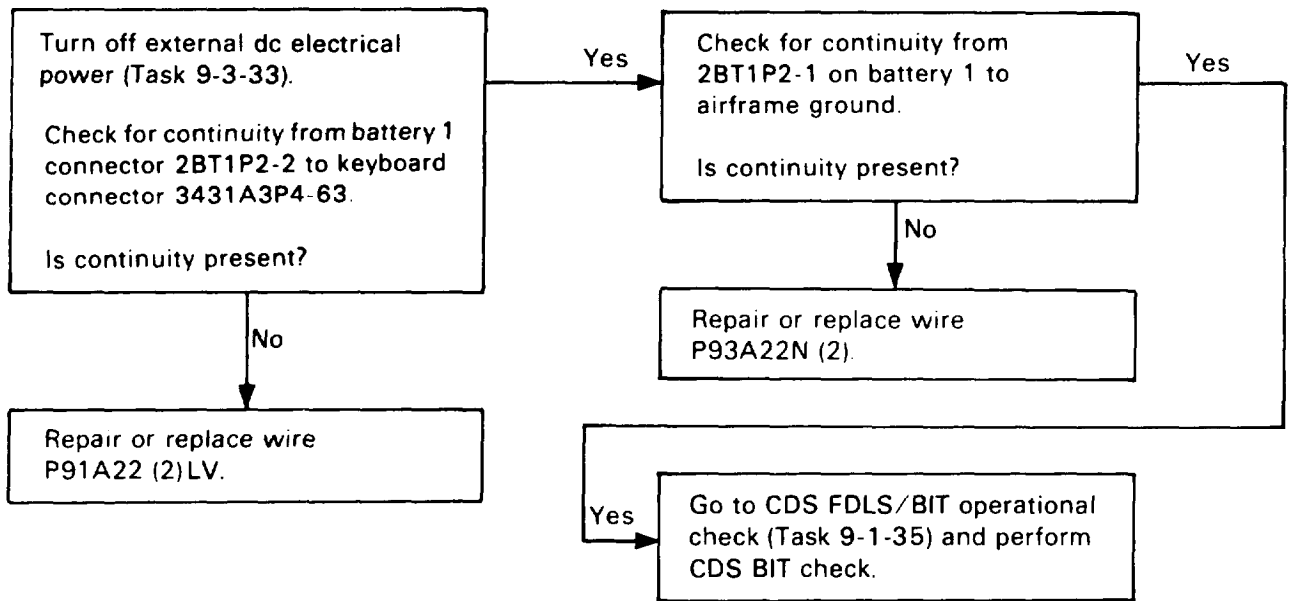 Turn off external dc electrical
power (Task 9-3-33).
Check for continuity from battery 1
connector 2BT1P2-2 to keyboard
connector 3431A3P4-63.
Is continuity present?
Yes
Check for continuity from
2BT1P2-1 on battery 1 to
airframe ground.
Is continuity present?
Yes
No
Repair or replace wire
P93A22N (2).
No
Repair or replace wire
P91A22 (2)LV.
Yes
Go to CDS FDLS/BIT operational
check (Task 9-1-35) and perform
CDS BIT check.